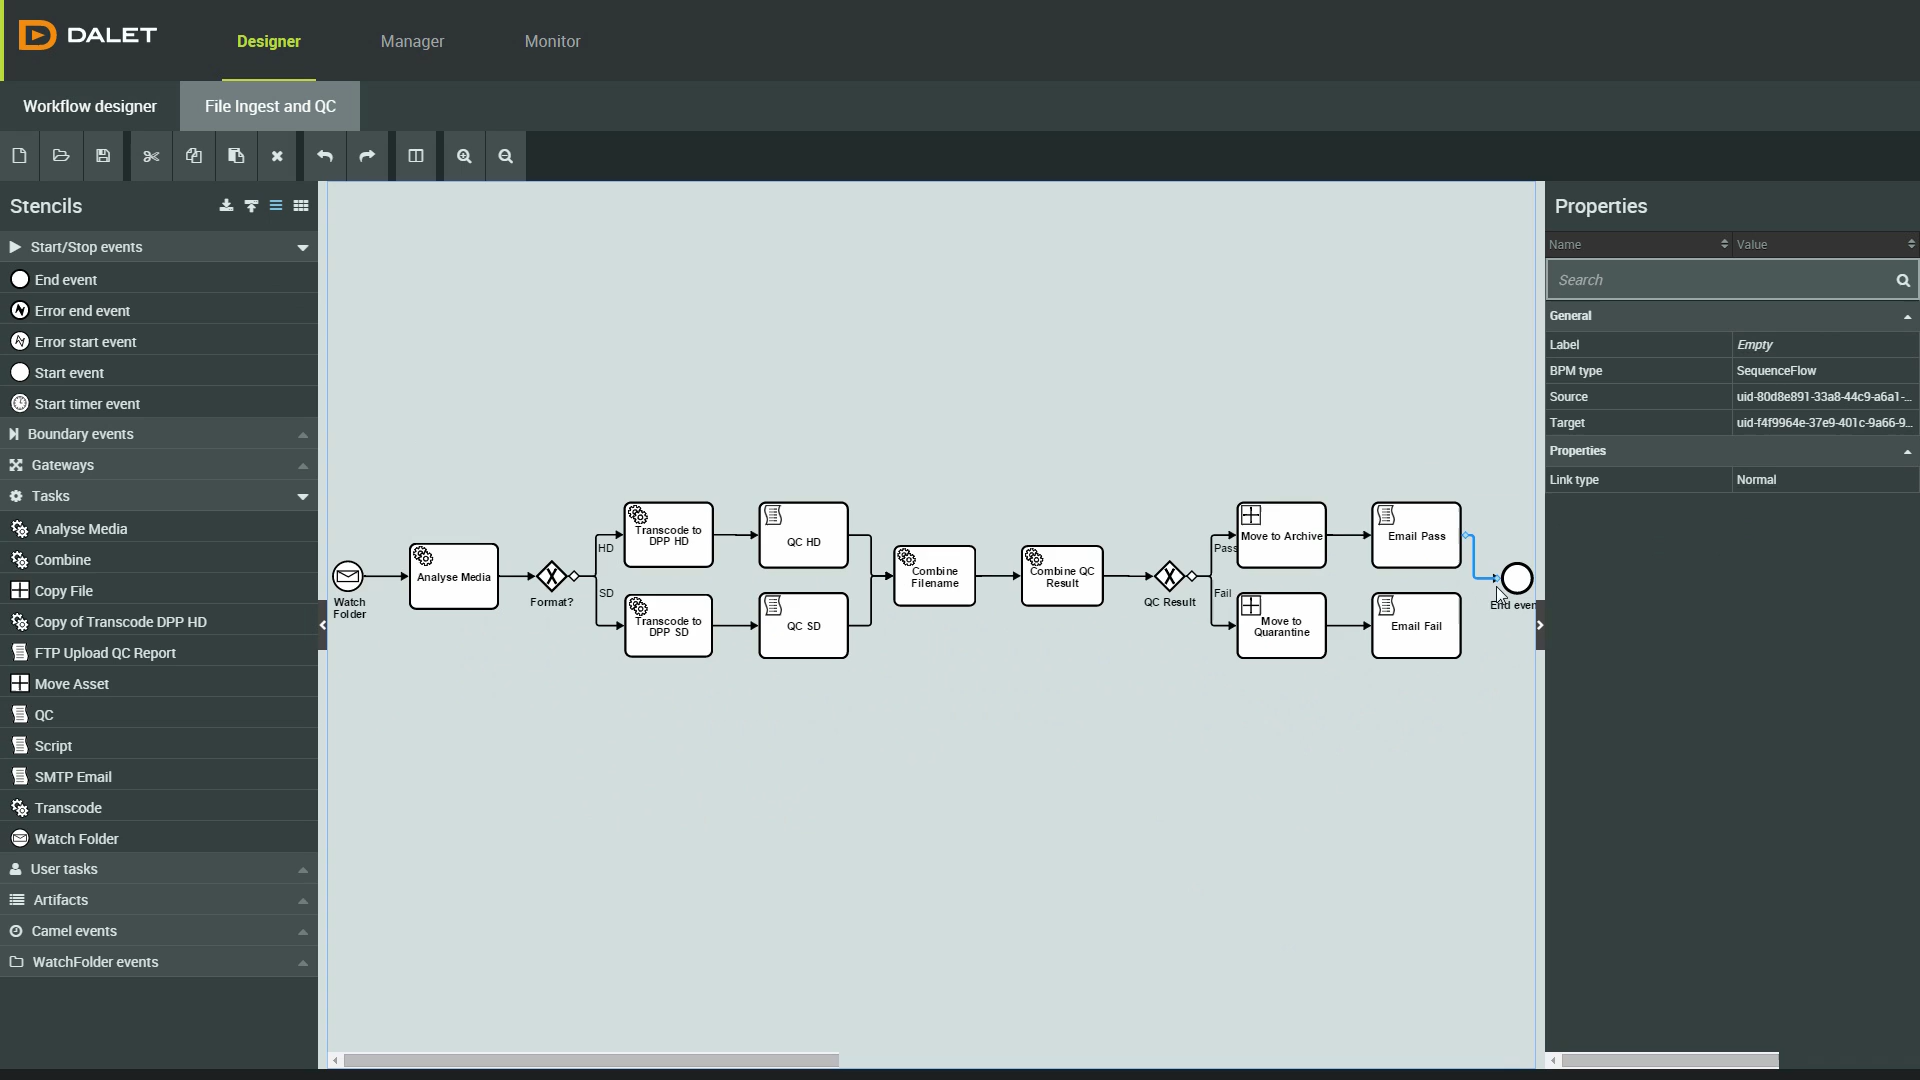 DALET
Designer
Manager
Monitor
Workflow designer
File Ingest and QC
Stencils
Start/Stop events
End event
Error end event
Error start event
Start event
Start timer event
Boundary events
Gateways
Tasks
Analyse Media
Combine
Copy File
Copy of Transcode DPP HD
FTP Upload QC Report
Move Asset
QC
Script
SMTP Email
Transcode
Watch Folder
User tasks
Artifacts
Camel events
WatchFolder events
Watch
Folder
Analyse Media
Format?
HD
SD
Transcode to
DPP HD
QC HD
Transcode to
DPP SD
QC SD
Combine
Filename
Combine QC
Result
QC Result
Pass
Fail
Move to Archive
Email Pass
Move to
Quarantine
Email Fail
End even
Properties
Name
Value
Search
General
Label
Empty
BPM type
SequenceFlow
Source
uid-80d8e891-33a8-44c9-a6a1-...
Target
uid-f4f9964e-37e9-401c-9a66-9...
Properties
Link type
Normal